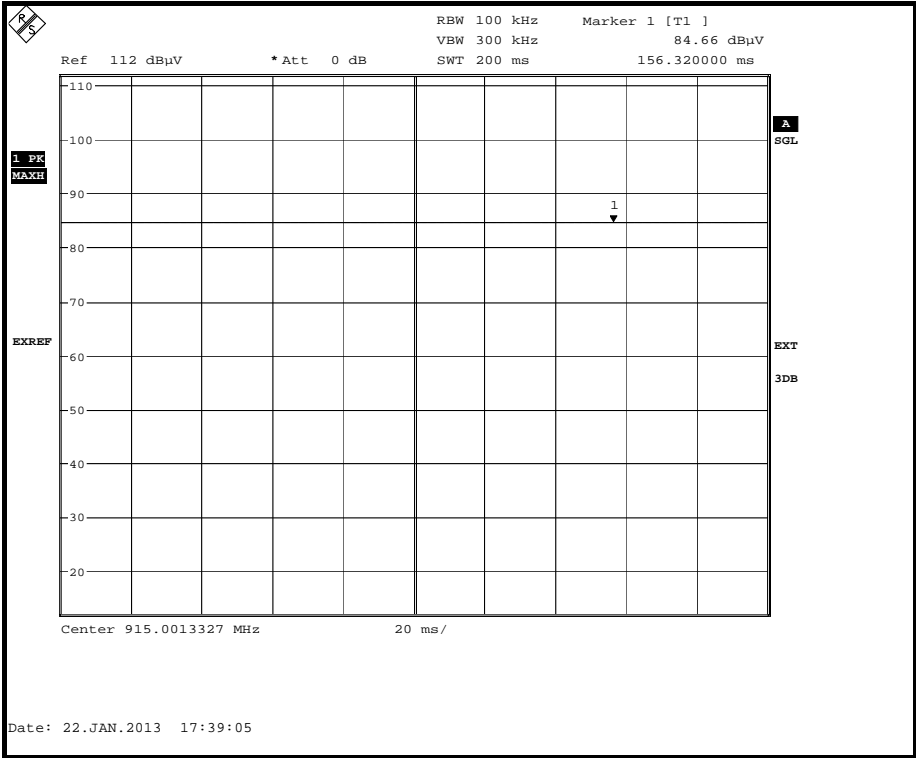 R S
RBW 100 kHz Marker 1 [T1 ]
VBW 300 kHz 84.66 dBµV
Ref 112 dBµV *Att 0 dB SWT 200 ms 156.320000 ms
110
A
100 SGL
1 PK
MAXH
90
1
80
70
EXREF EXT
60
3DB
50
40
30
20
Center 915.0013327 MHz 20 ms/
Date: 22.JAN.2013 17:39:05